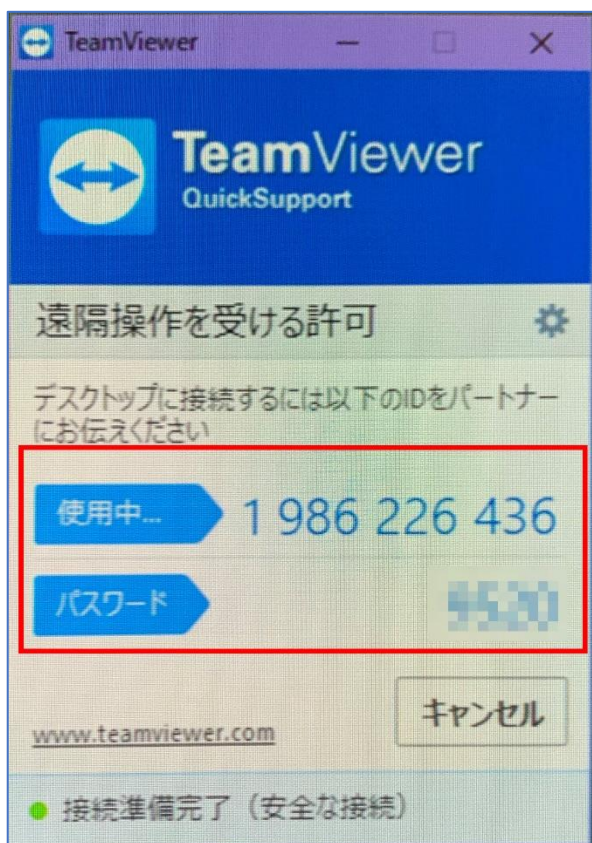 TeamViewer
TeamViewer
QuickSupport
遠隔操作を受ける許可
デスクトップに接続するには以下のIDをパートナー
にお伝えください
使用中... 1 986 226 436
パスワード
キャンセル
www.teamviewer.com
接続準備完了（安全な接続）